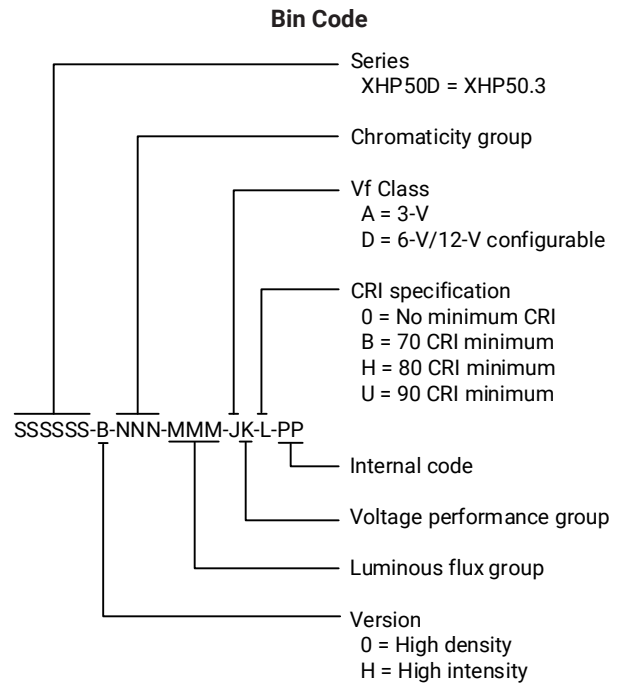 Bin Code
Series
XHP50D = XHP50.3
Chromaticity group
Vf Class
A = 3-V
D = 6-V/12-V configurable
CRI specification
0 = No minimum CRI
B = 70 CRI minimum
H = 80 CRI minimum
U = 90 CRI minimum
SSSSSS-B-NNN-MMM-JK-L-PP
Internal code
Voltage performance group
Luminous flux group
Version
0 = High density
H = High intensity